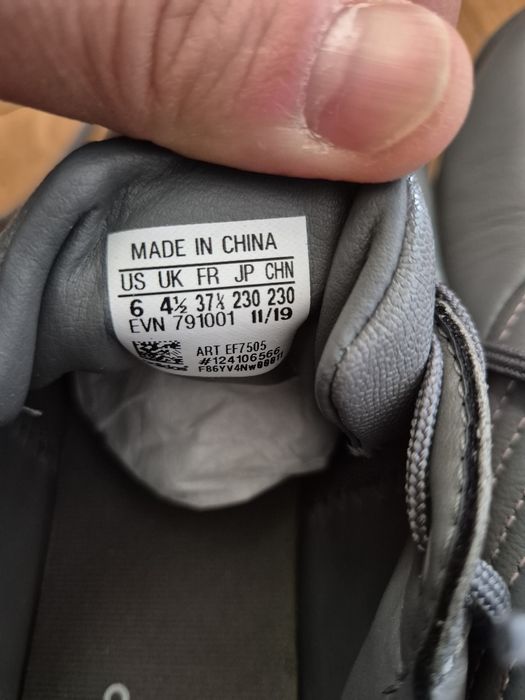 MADE IN CHINA
US UK FR JP CHN
6 4½ 37⅓ 230 230
EVN 791001 11/19
ART EF7505
#124106566
adidas